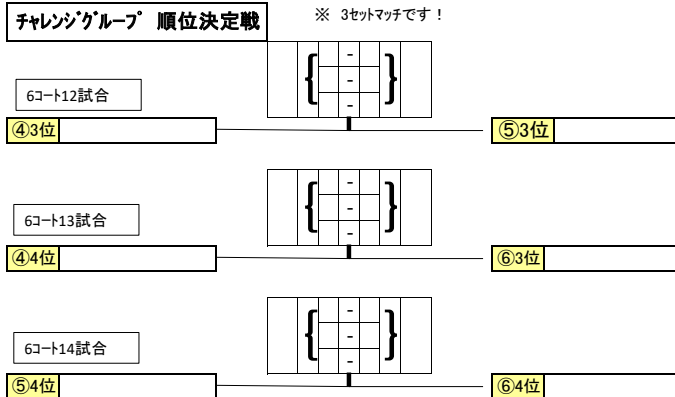 チャレンジグループ 順位決定戦 ※ 3セットマッチです!
-
-
-
6コート12試合
④3位 ⑤3位
-
-
-
6コート13試合
④4位 ⑥3位
-
-
-
6コート14試合
⑤4位 ⑥4位